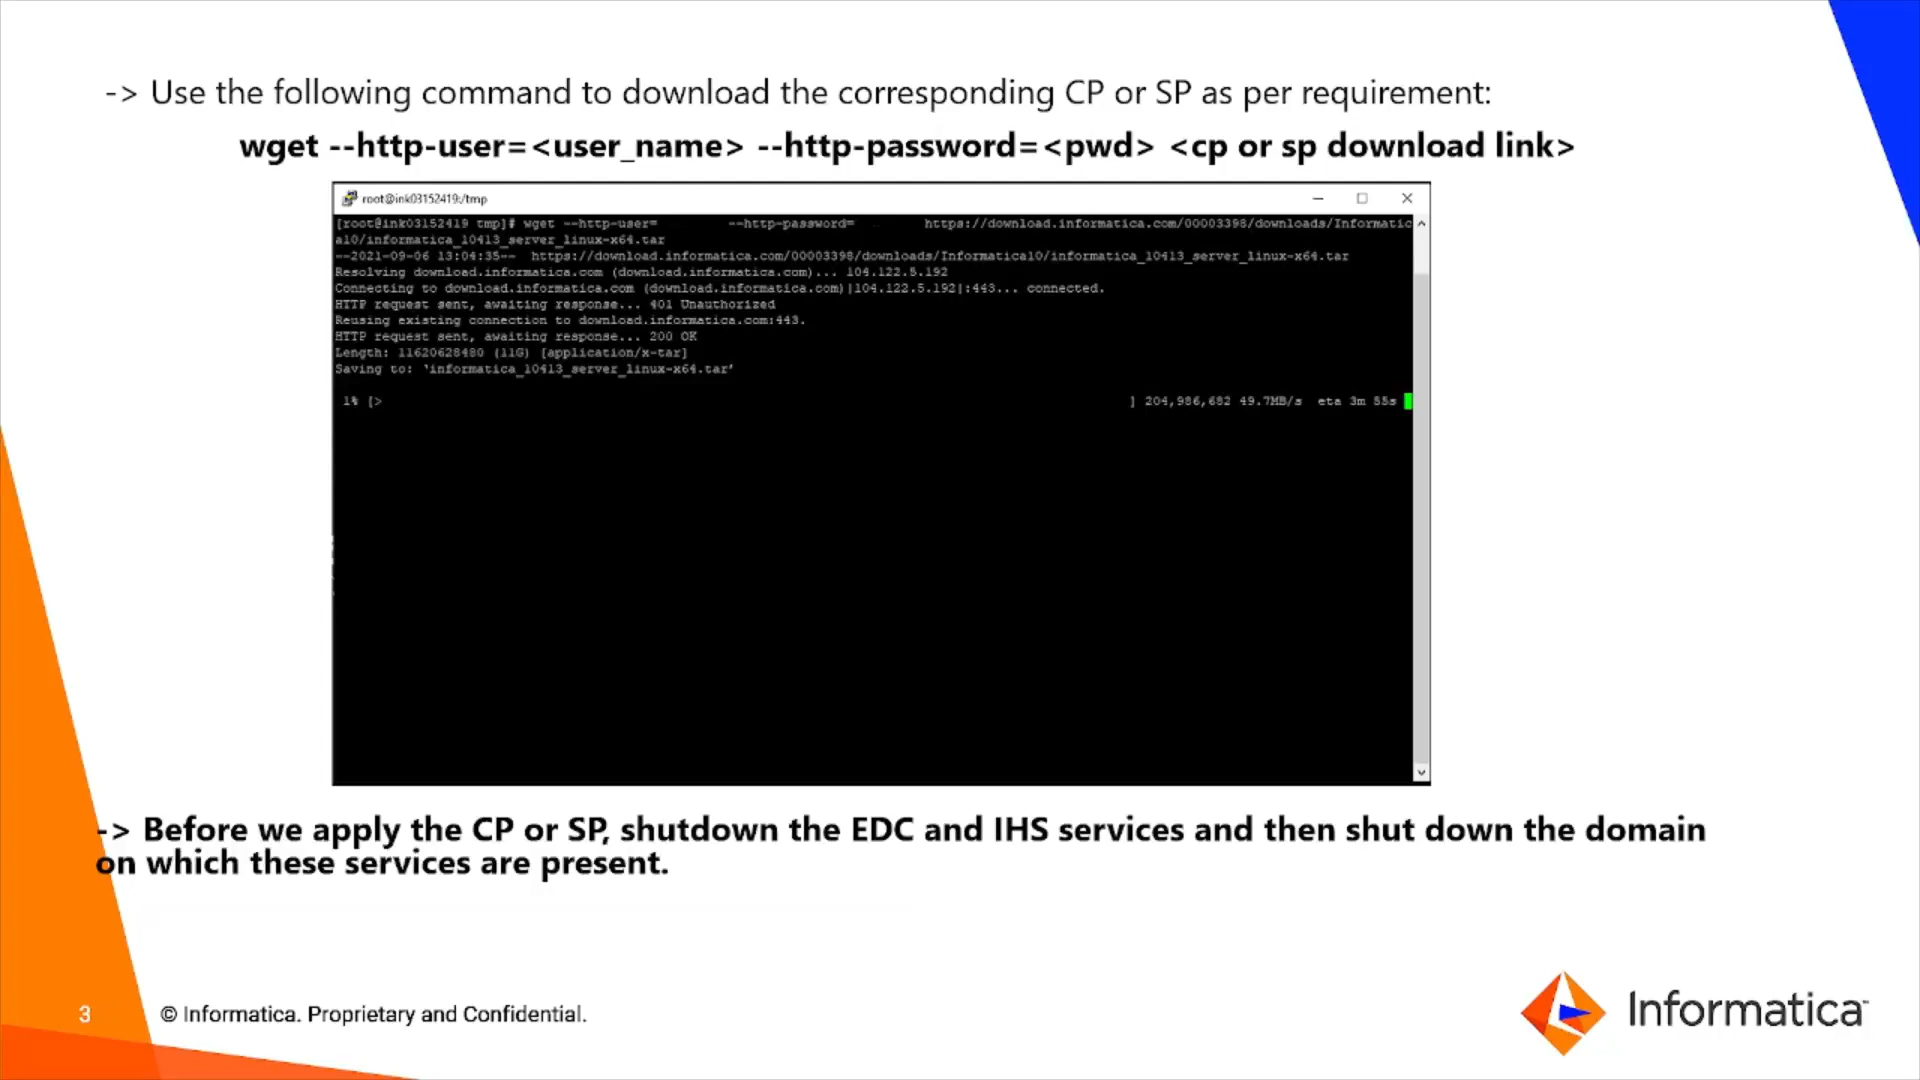 -> Use the following command to download the corresponding CP or SP as per requirement:
wget --http-user=<user_name> --http-password=<pwd> <cp or sp download link>
root@ink03152419:/tmp
[root@ink03152419 tmp]# wget --http-user= --http-password= https://download.informatica.com/00003398/downloads/Informatic
a10/informatica_10413_server_linux-x64.tar
--2021-09-06 13:04:35-- https://download.informatica.com/00003398/downloads/Informatica10/informatica_10413_server_linux-x64.tar
Resolving download.informatica.com (download.informatica.com)... 104.122.5.192
Connecting to download.informatica.com (download.informatica.com)|104.122.5.192|:443... connected.
HTTP request sent, awaiting response... 401 Unauthorized
Reusing existing connection to download.informatica.com:443.
HTTP request sent, awaiting response... 200 OK
Length: 11620628480 (11G) [application/x-tar]
Saving to: ‘informatica_10413_server_linux-x64.tar’
1% [> ] 204,986,682 49.7MB/s eta 3m 55s
-> Before we apply the CP or SP, shutdown the EDC and IHS services and then shut down the domain
on which these services are present.
3
© Informatica. Proprietary and Confidential.
Informatica